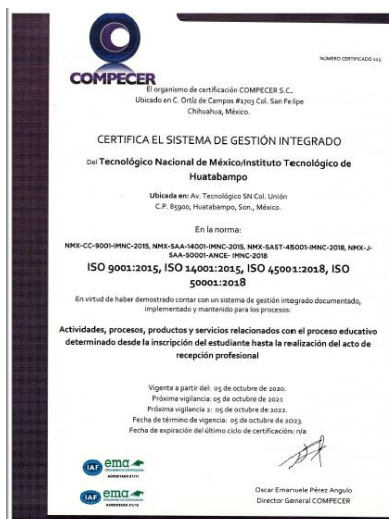 COMPECER
NÚMERO CERTIFICADO 123
El organismo de certificación COMPECER S.C.,
Ubicado en C. Ortíz de Campos #1703 Col. San Felipe
Chihuahua, México.
CERTIFICA EL SISTEMA DE GESTIÓN INTEGRADO
Del Tecnológico Nacional de México/Instituto Tecnológico de
Huatabampo
Ubicada en: Av. Tecnológico SN Col. Unión
C.P. 85900, Huatabampo, Son., México.
En la norma:
NMX-CC-9001-IMNC-2015, NMX-SAA-14001-IMNC-2015, NMX-SAST-45001-IMNC-2018, NMX-J-
SAA-50001-ANCE- IMNC-2018
ISO 9001:2015, ISO 14001:2015, ISO 45001:2018, ISO
50001:2018
En virtud de haber demostrado contar con un sistema de gestión integrado documentado,
implementado y mantenido para los procesos:
Actividades, procesos, productos y servicios relacionados con el proceso educativo
determinado desde la inscripción del estudiante hasta la realización del acto de
recepción profesional
Vigente a partir del: 05 de octubre de 2020.
Próxima vigilancia: 05 de octubre de 2021
Próxima vigilancia 2: 05 de octubre de 2022.
Fecha de término de vigencia: 05 de octubre de 2023.
Fecha de expiración del último ciclo de certificación: n/a
IAF ema
IAF ema
Oscar Emanuele Pérez Angulo
Director General COMPECER